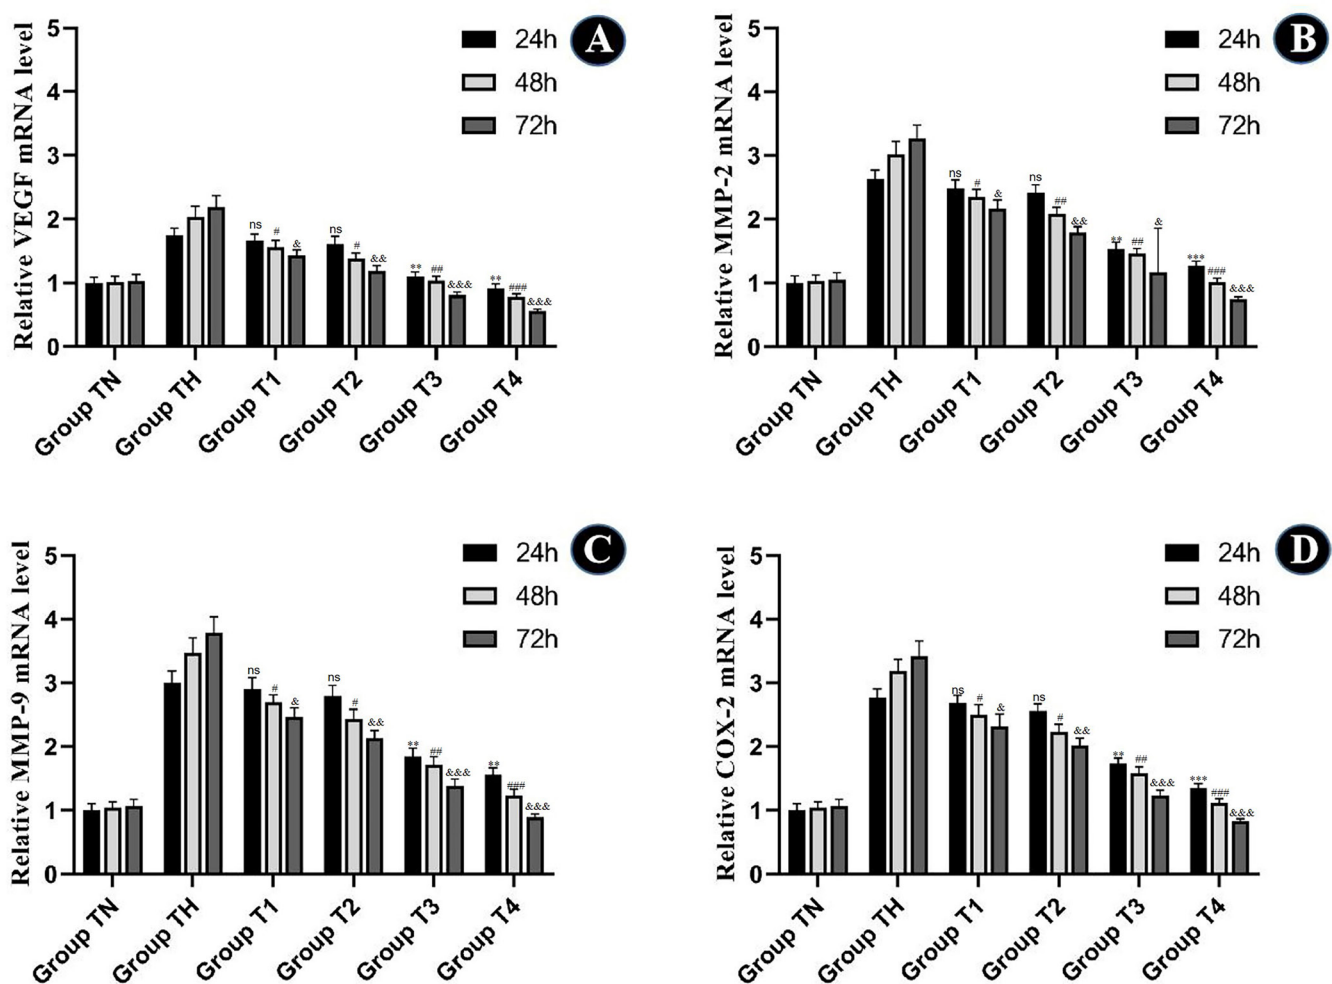 A
Relative VEGF mRNA level
5
4
3
2
1
0
24h
48h
72h
ns # &
ns # &&
** ## &&&
** ### &&&
Group TN
Group TH
Group T1
Group T2
Group T3
Group T4
B
Relative MMP-2 mRNA level
5
4
3
2
1
0
24h
48h
72h
ns # &
ns ## &&
** ## &
*** ### &&&
Group TN
Group TH
Group T1
Group T2
Group T3
Group T4
C
Relative MMP-9 mRNA level
5
4
3
2
1
0
24h
48h
72h
ns # &
ns # &&
** ## &&&
** ### &&&
Group TN
Group TH
Group T1
Group T2
Group T3
Group T4
D
Relative COX-2 mRNA level
5
4
3
2
1
0
24h
48h
72h
ns # &
ns # &&
** ## &&&
*** ### &&&
Group TN
Group TH
Group T1
Group T2
Group T3
Group T4